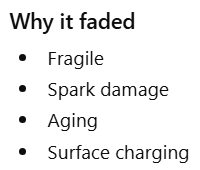 Why it faded
• Fragile
• Spark damage
• Aging
• Surface charging